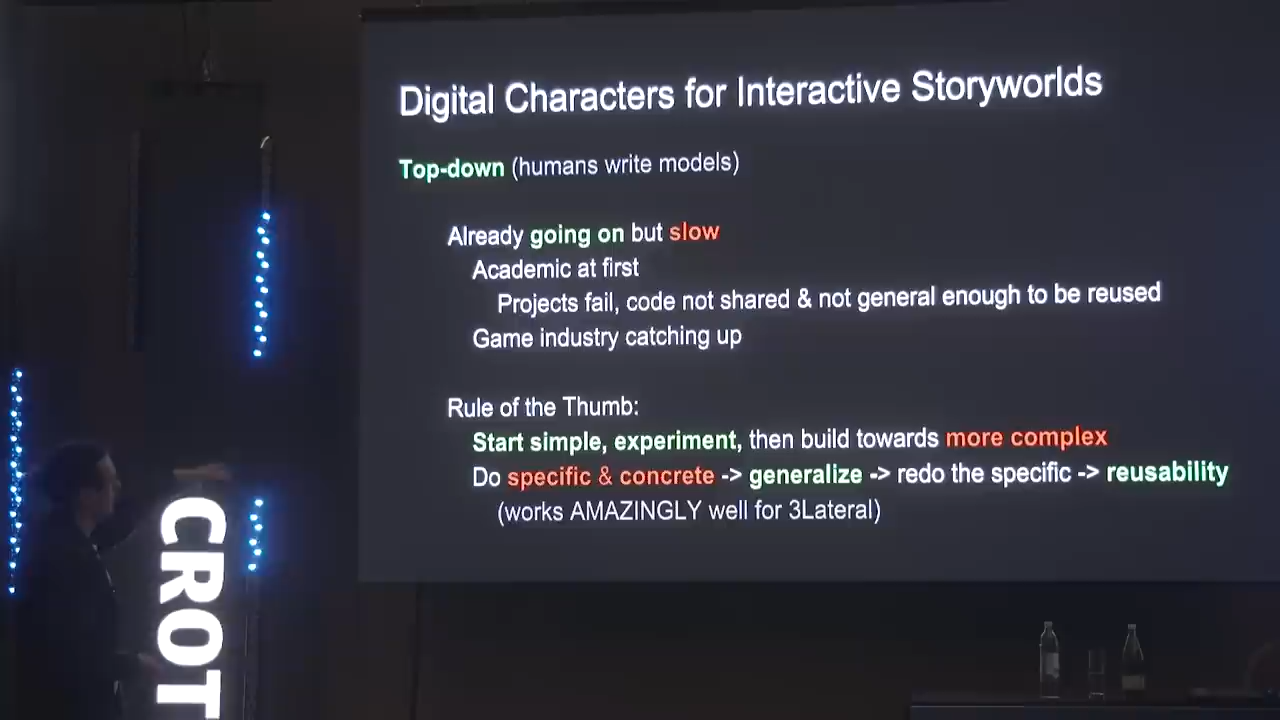 Digital Characters for Interactive Storyworlds
Top-down (humans write models)
Already going on but slow
Academic at first
Projects fail, code not shared & not general enough to be reused
Game industry catching up
Rule of the Thumb:
Start simple, experiment, then build towards more complex
Do specific & concrete -> generalize -> redo the specific -> reusability
(works AMAZINGLY well for 3Lateral)
CROT